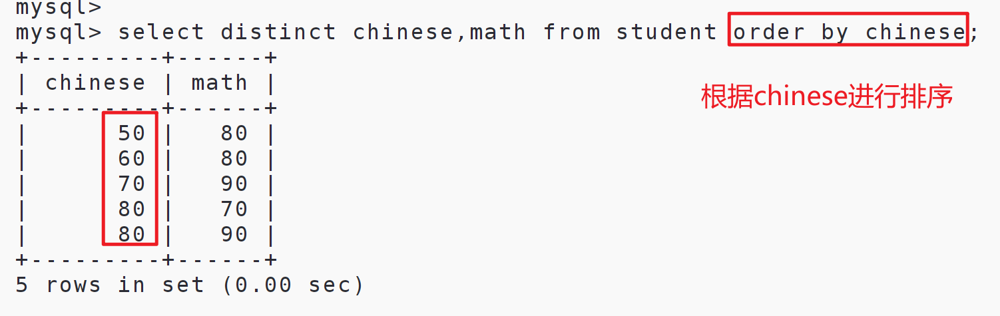 mysql>
mysql> select distinct chinese,math from student order by chinese;
+---------+------+
| chinese | math |
+---------+------+
|      50 |   80 |
|      60 |   80 |
|      70 |   90 |
|      80 |   70 |
|      80 |   90 |
+---------+------+
5 rows in set (0.00 sec)
根据chinese进行排序